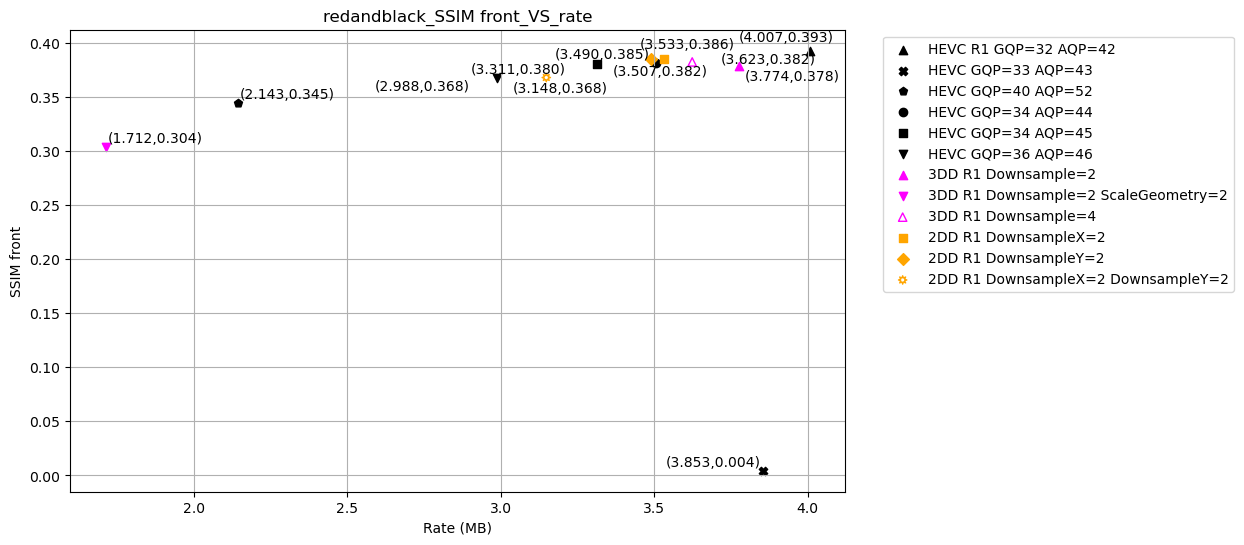 redandblack_SSIM front_VS_rate
SSIM front
0.40
0.35
0.30
0.25
0.20
0.15
0.10
0.05
0.00
(4.007,0.393)
(3.533,0.386)
(3.490,0.385)
(3.623,0.382)
(3.311,0.380)
(3.507,0.382)
(3.774,0.378)
(2.988,0.368)
(3.148,0.368)
(2.143,0.345)
(1.712,0.304)
(3.853,0.004)
2.0
2.5
3.0
3.5
4.0
Rate (MB)
HEVC R1 GQP=32 AQP=42
HEVC GQP=33 AQP=43
HEVC GQP=40 AQP=52
HEVC GQP=34 AQP=44
HEVC GQP=34 AQP=45
HEVC GQP=36 AQP=46
3DD R1 Downsample=2
3DD R1 Downsample=2 ScaleGeometry=2
3DD R1 Downsample=4
2DD R1 DownsampleX=2
2DD R1 DownsampleY=2
2DD R1 DownsampleX=2 DownsampleY=2